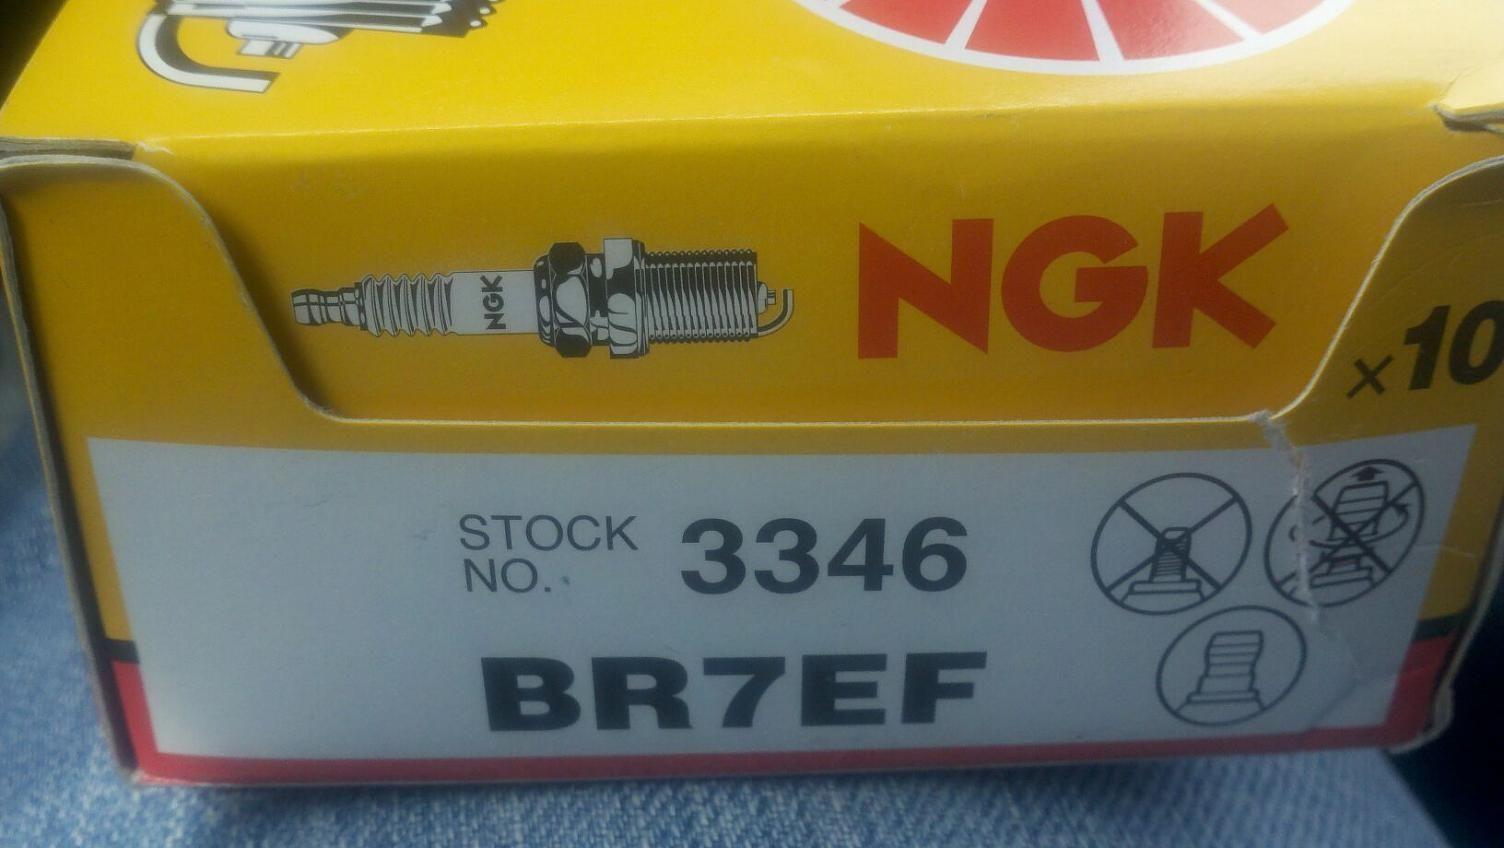 NGK
NGK
×10
STOCK
NO. 3346
BR7EF